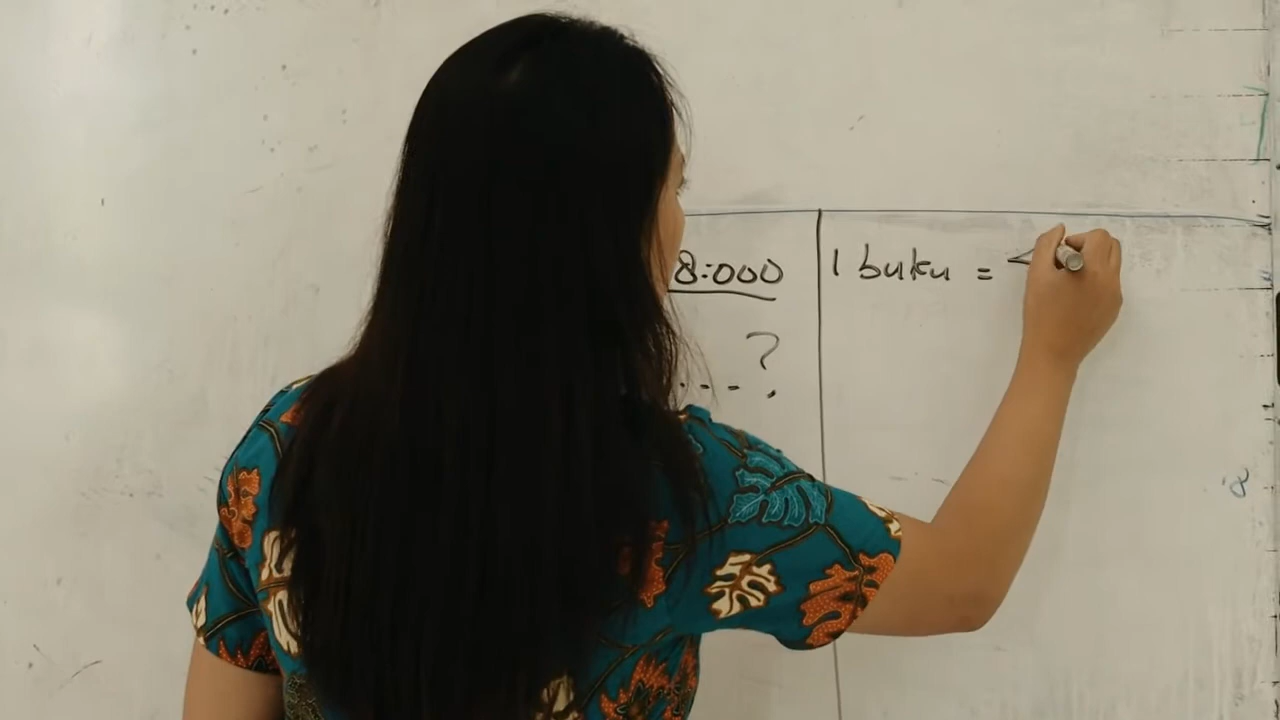 8:000
?
....
1 buku =